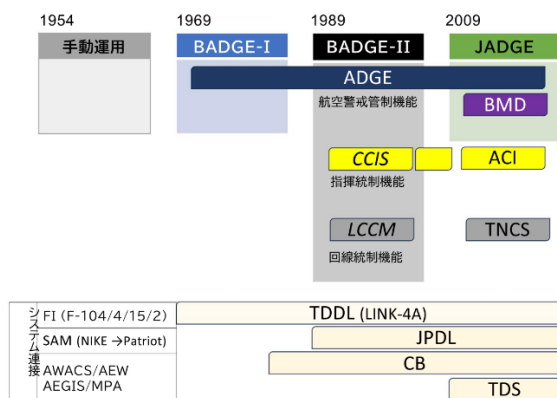 1954
1969
1989
2009
手動運用
BADGE-I
BADGE-II
JADGE
ADGE
航空警戒管制機能
BMD
CCIS
ACI
指揮統制機能
LCCM
TNCS
回線統制機能
システム連接
FI (F-104/4/15/2)
TDDL (LINK-4A)
SAM (NIKE →Patriot)
JPDL
AWACS/AEW
AEGIS/MPA
CB
TDS